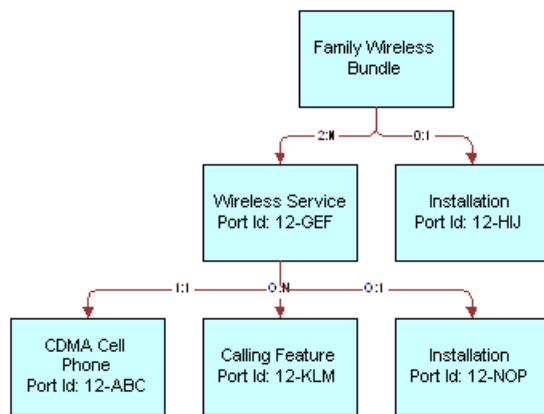 Family Wireless
Bundle
2:N
0:1
Wireless Service
Port Id: 12-GEF
Installation
Port Id: 12-HIJ
1:1
0:N
0:1
CDMA Cell
Phone
Port Id: 12-ABC
Calling Feature
Port Id: 12-KLM
Installation
Port Id: 12-NOP